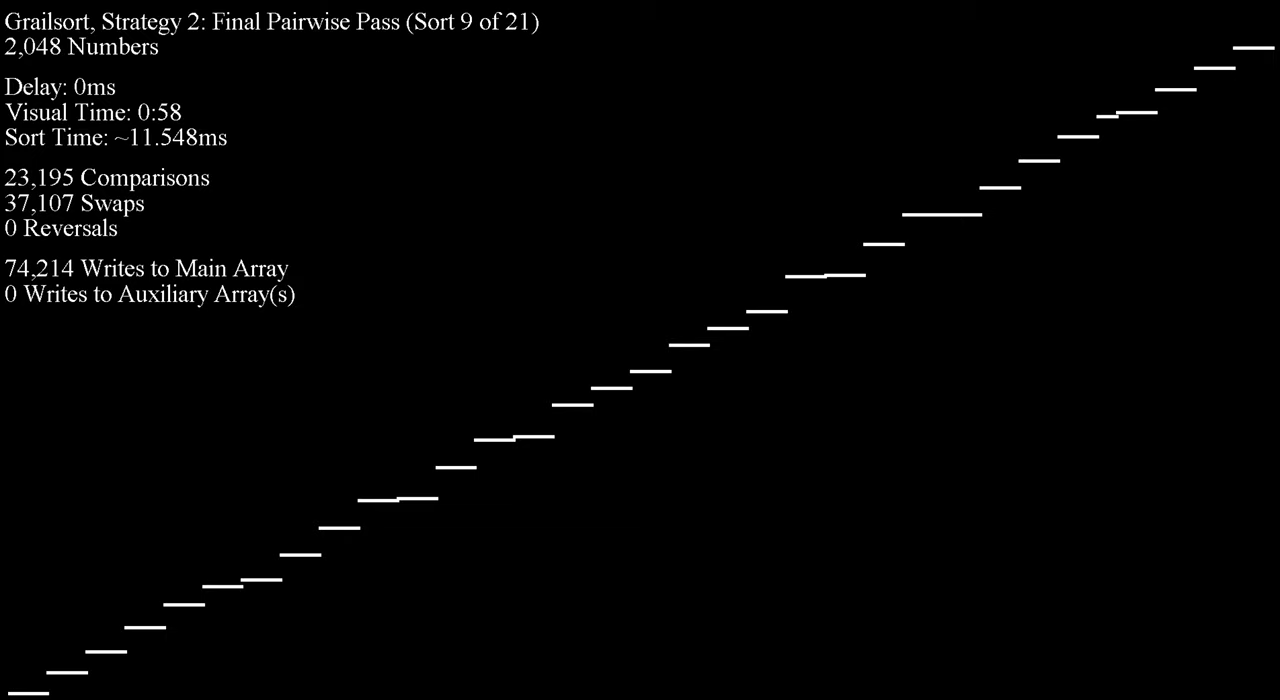 Grailsort, Strategy 2: Final Pairwise Pass (Sort 9 of 21)
2,048 Numbers
Delay: 0ms
Visual Time: 0:58
Sort Time: ~11.548ms
23,195 Comparisons
37,107 Swaps
0 Reversals
74,214 Writes to Main Array
0 Writes to Auxiliary Array(s)